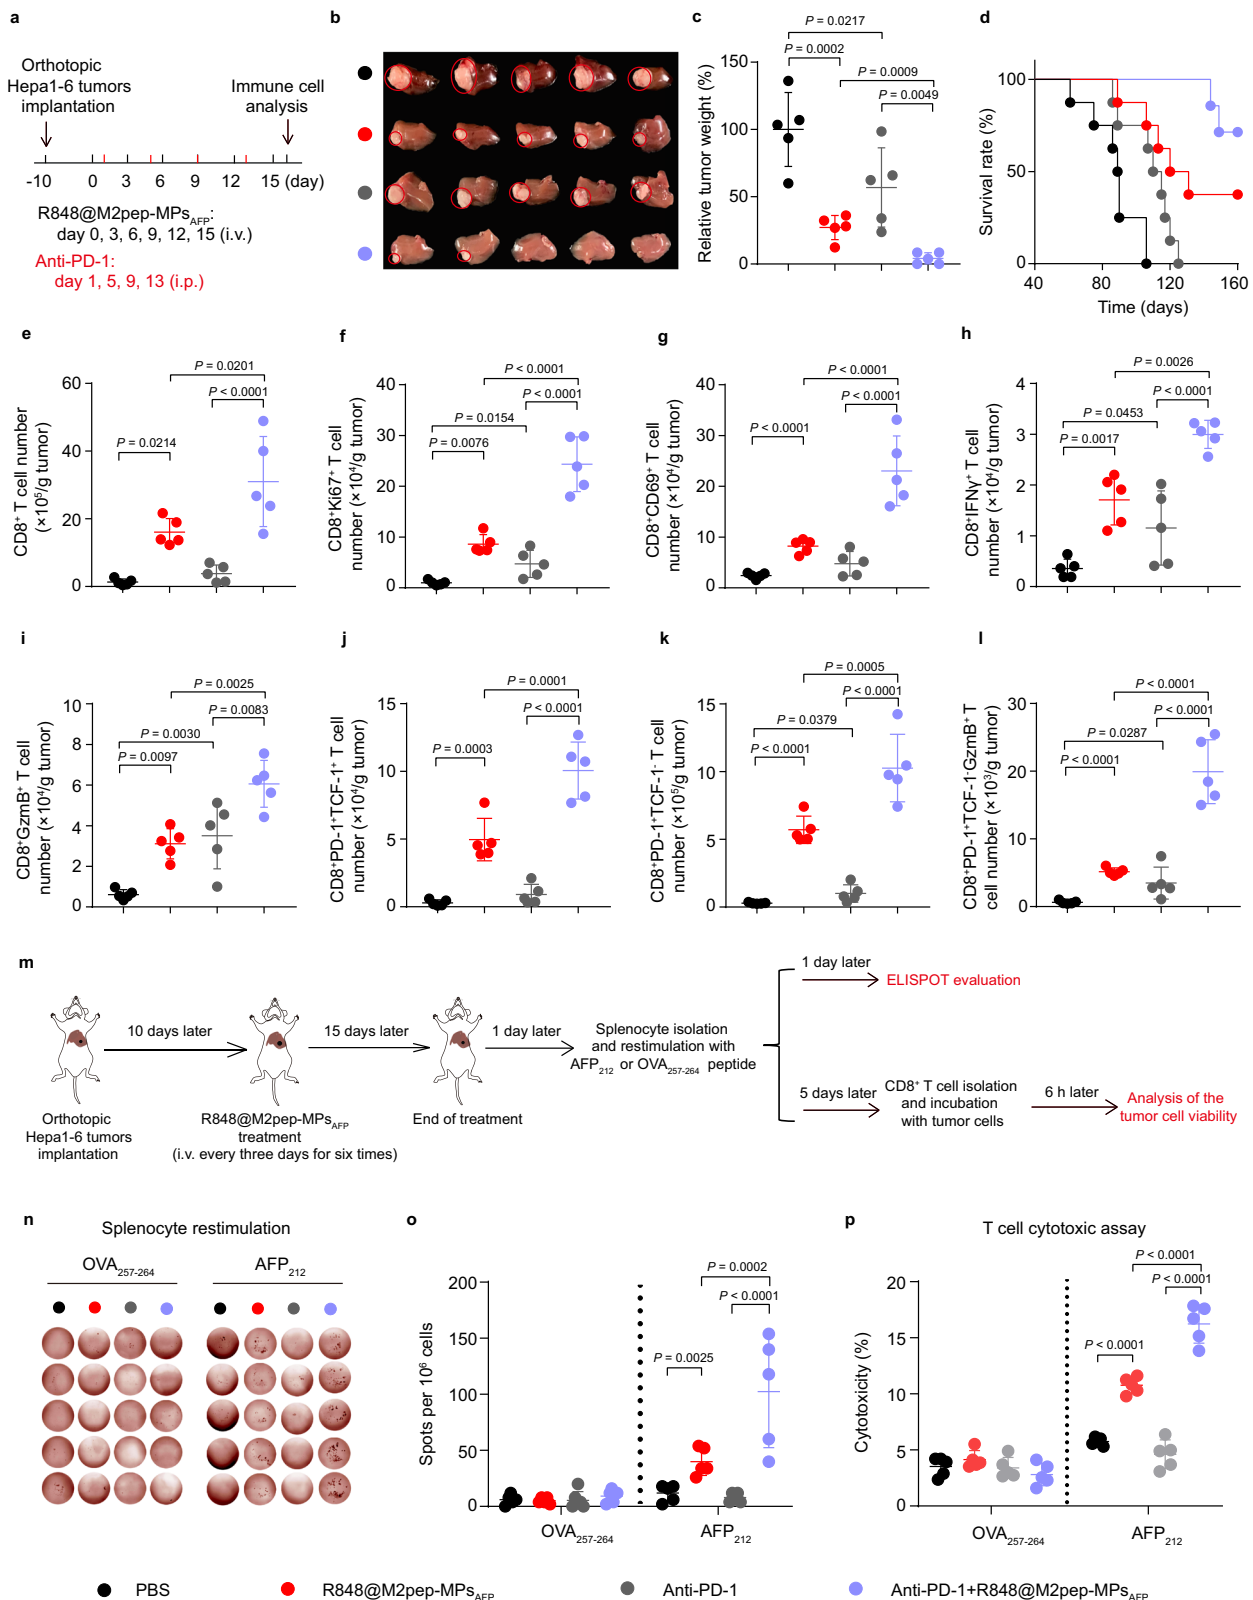 a
Orthotopic
Hepa1-6 tumors
implantation
Immune cell
analysis
-10 0 3 6 9 12 15 (day)
R848@M2pep-MPsAFP:
day 0, 3, 6, 9, 12, 15 (i.v.)
Anti-PD-1:
day 1, 5, 9, 13 (i.p.)
b
c
P = 0.0217
P = 0.0002
P = 0.0009
P = 0.0049
Relative tumor weight (%)
150
100
50
0
d
Survival rate (%)
100
50
0
40 80 120 160
Time (days)
e
P = 0.0201
P < 0.0001
P = 0.0214
CD8⁺ T cell number
(×10⁵/g tumor)
60
40
20
0
f
P < 0.0001
P < 0.0001
P = 0.0154
P = 0.0076
CD8⁺Ki67⁺ T cell
number (×10⁴/g tumor)
40
30
20
10
0
g
P < 0.0001
P < 0.0001
P < 0.0001
CD8⁺CD69⁺ T cell
number (×10⁴/g tumor)
40
30
20
10
0
h
P = 0.0026
P < 0.0001
P = 0.0453
P = 0.0017
CD8⁺IFNγ⁺ T cell
number (×10⁴/g tumor)
4
3
2
1
0
i
P = 0.0025
P = 0.0083
P = 0.0030
P = 0.0097
CD8⁺GzmB⁺ T cell
number (×10⁴/g tumor)
10
8
6
4
2
0
j
P = 0.0001
P < 0.0001
P = 0.0003
CD8⁺PD-1⁺TCF-1⁺ T cell
number (×10⁴/g tumor)
15
10
5
0
k
P = 0.0005
P < 0.0001
P = 0.0379
P < 0.0001
CD8⁺PD-1⁺TCF-1⁻ T cell
number (×10⁵/g tumor)
15
10
5
0
l
P < 0.0001
P < 0.0001
P = 0.0287
P < 0.0001
CD8⁺PD-1⁺TCF-1⁻GzmB⁺ T
cell number (×10³/g tumor)
30
20
10
0
m
10 days later
15 days later
1 day later
Splenocyte isolation
and restimulation with
AFP₂₁₂ or OVA₂₅₇₋₂₆₄ peptide
1 day later
ELISPOT evaluation
5 days later
CD8⁺ T cell isolation
and incubation
with tumor cells
6 h later
Analysis of the
tumor cell viability
Orthotopic
Hepa1-6 tumors
implantation
R848@M2pep-MPsAFP
treatment
(i.v. every three days for six times)
End of treatment
n
Splenocyte restimulation
OVA₂₅₇₋₂₆₄ AFP₂₁₂
o
P = 0.0002
P < 0.0001
P = 0.0025
Spots per 10⁶ cells
200
150
100
50
0
OVA₂₅₇₋₂₆₄ AFP₂₁₂
p
T cell cytotoxic assay
P < 0.0001
P < 0.0001
P < 0.0001
Cytotoxicity (%)
20
15
10
5
0
OVA₂₅₇₋₂₆₄ AFP₂₁₂
PBS R848@M2pep-MPsAFP Anti-PD-1 Anti-PD-1+R848@M2pep-MPsAFP